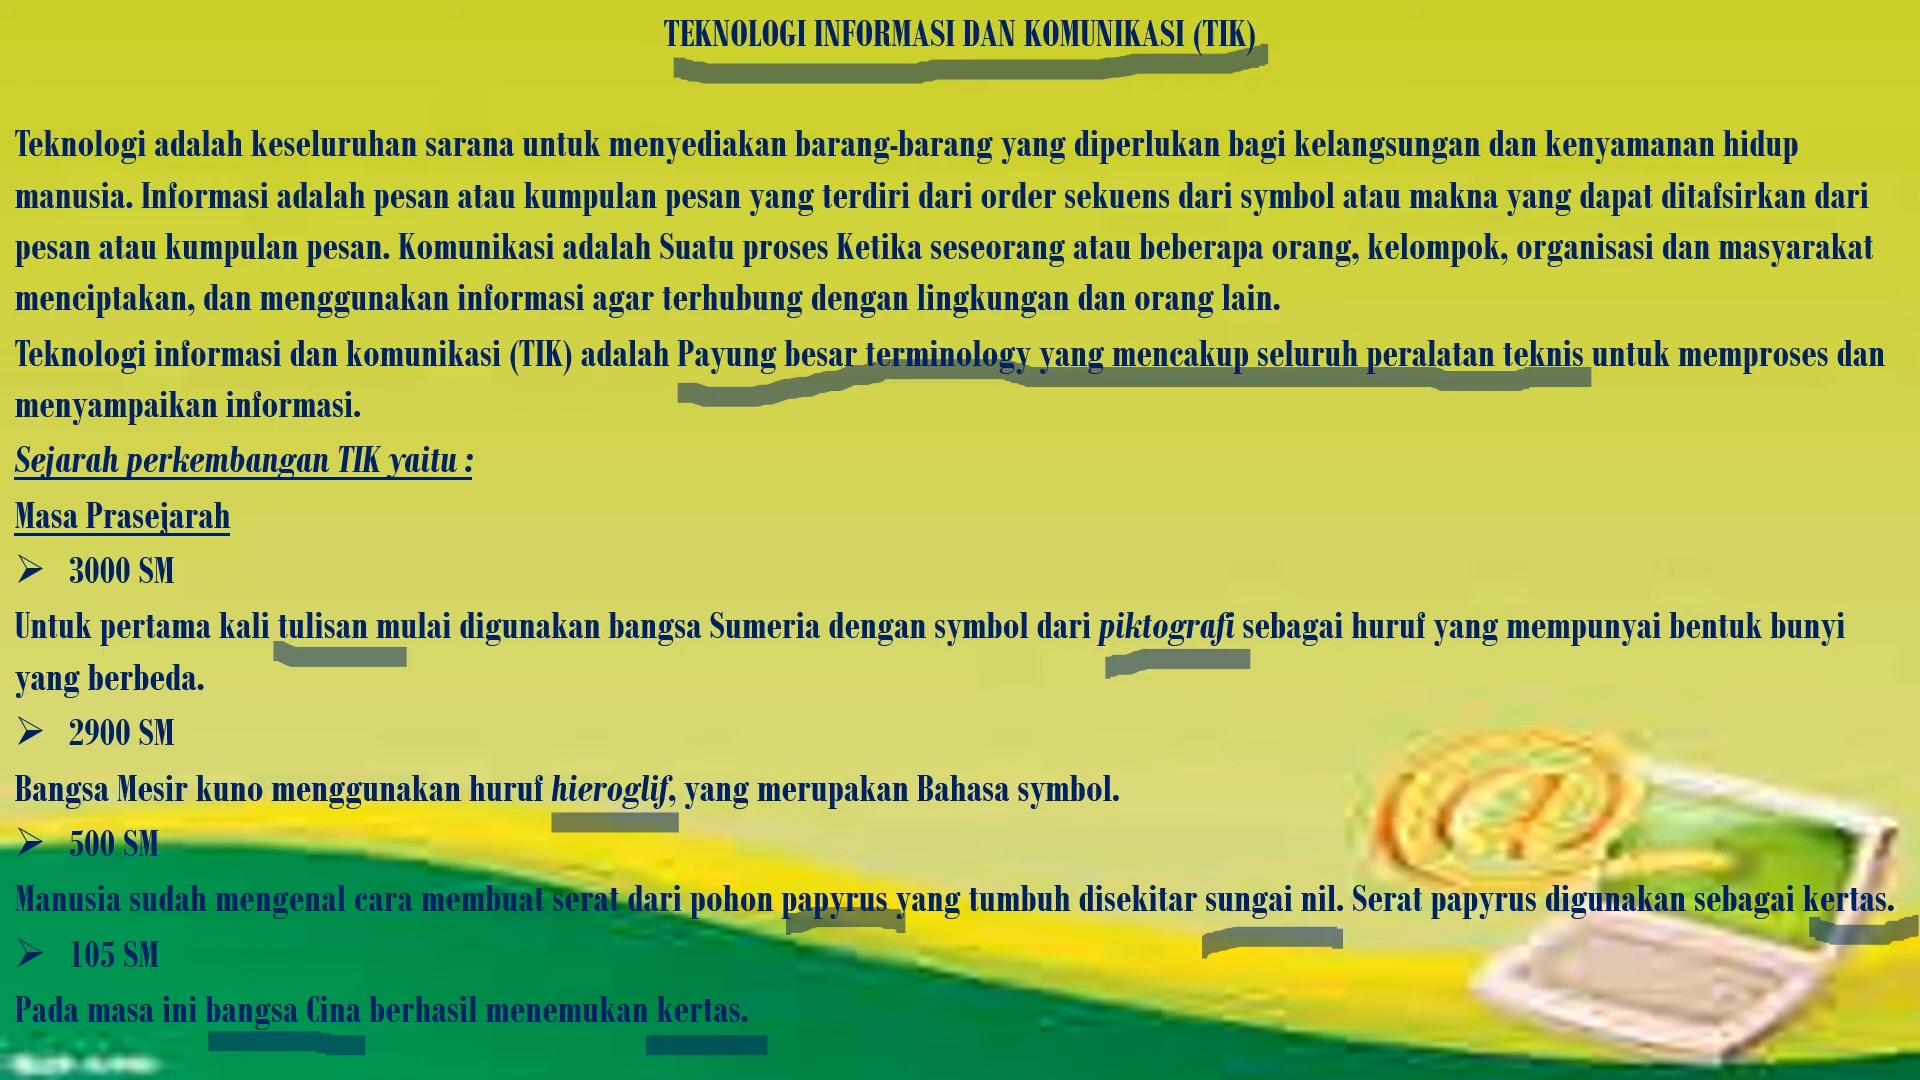 TEKNOLOGI INFORMASI DAN KOMUNIKASI (TIK)
Teknologi adalah keseluruhan sarana untuk menyediakan barang-barang yang diperlukan bagi kelangsungan dan kenyamanan hidup
manusia. Informasi adalah pesan atau kumpulan pesan yang terdiri dari order sekuens dari symbol atau makna yang dapat ditafsirkan dari
pesan atau kumpulan pesan. Komunikasi adalah Suatu proses Ketika seseorang atau beberapa orang, kelompok, organisasi dan masyarakat
menciptakan, dan menggunakan informasi agar terhubung dengan lingkungan dan orang lain.
Teknologi informasi dan komunikasi (TIK) adalah Payung besar terminology yang mencakup seluruh peralatan teknis untuk memproses dan
menyampaikan informasi.
Sejarah perkembangan TIK yaitu :
Masa Prasejarah
➢ 3000 SM
Untuk pertama kali tulisan mulai digunakan bangsa Sumeria dengan symbol dari piktografi sebagai huruf yang mempunyai bentuk bunyi
yang berbeda.
➢ 2900 SM
Bangsa Mesir kuno menggunakan huruf hieroglif, yang merupakan Bahasa symbol.
➢ 500 SM
Manusia sudah mengenal cara membuat serat dari pohon papyrus yang tumbuh disekitar sungai nil. Serat papyrus digunakan sebagai kertas.
➢ 105 SM
Pada masa ini bangsa Cina berhasil menemukan kertas.